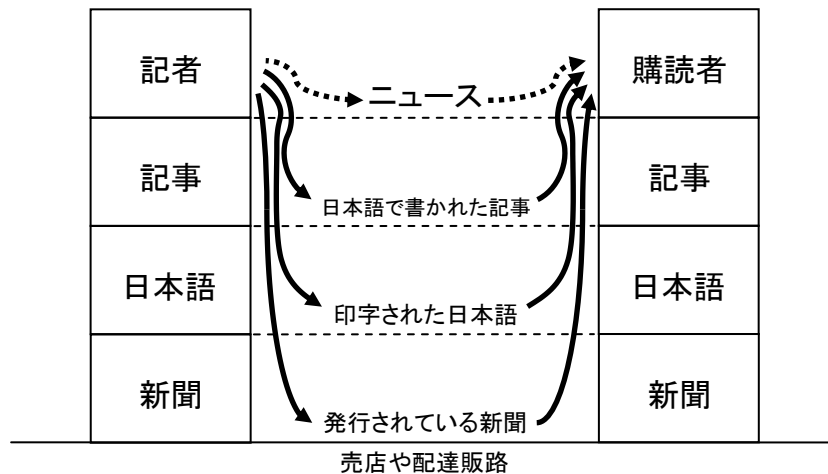 記者
ニュース
購読者
記事
日本語で書かれた記事
記事
日本語
印字された日本語
日本語
新聞
発行されている新聞
新聞
売店や配達販路